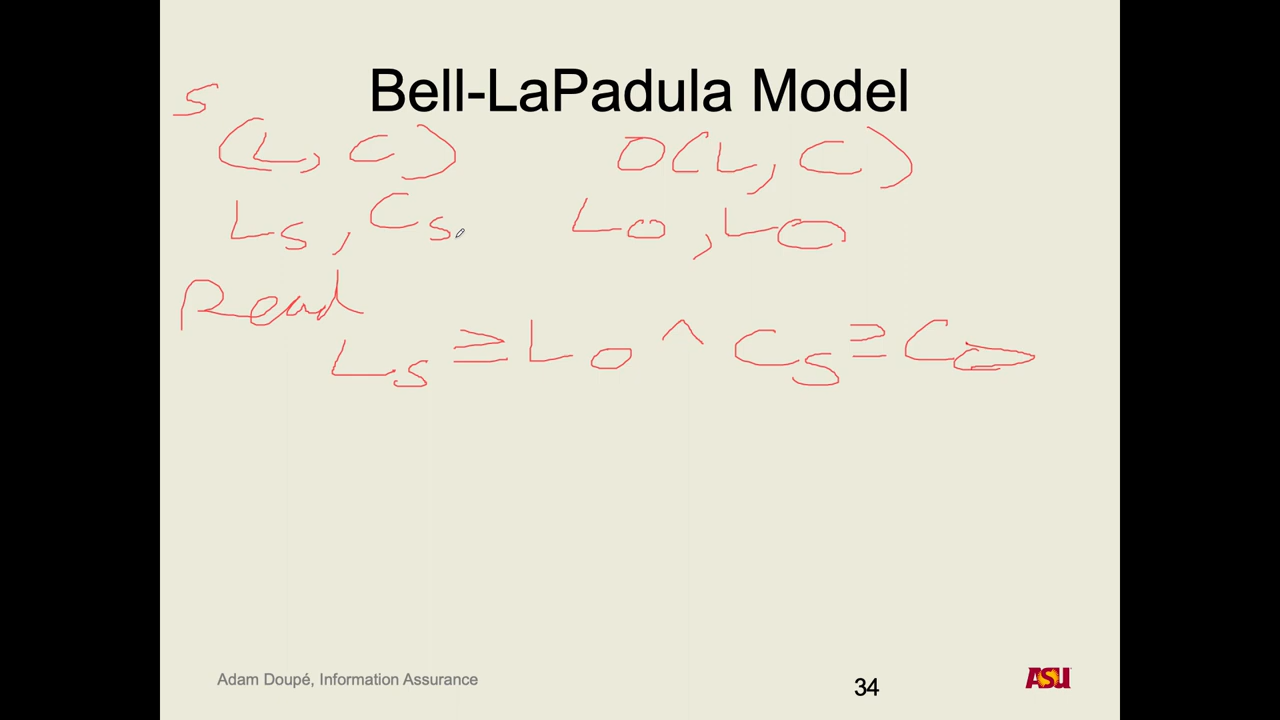 Bell-LaPadula Model
S
(L, C) O(L, C)
LS, CS LO, LO
Read
LS ≥ LO ^ CS ⊇ CO
Adam Doupé, Information Assurance
34
ASU